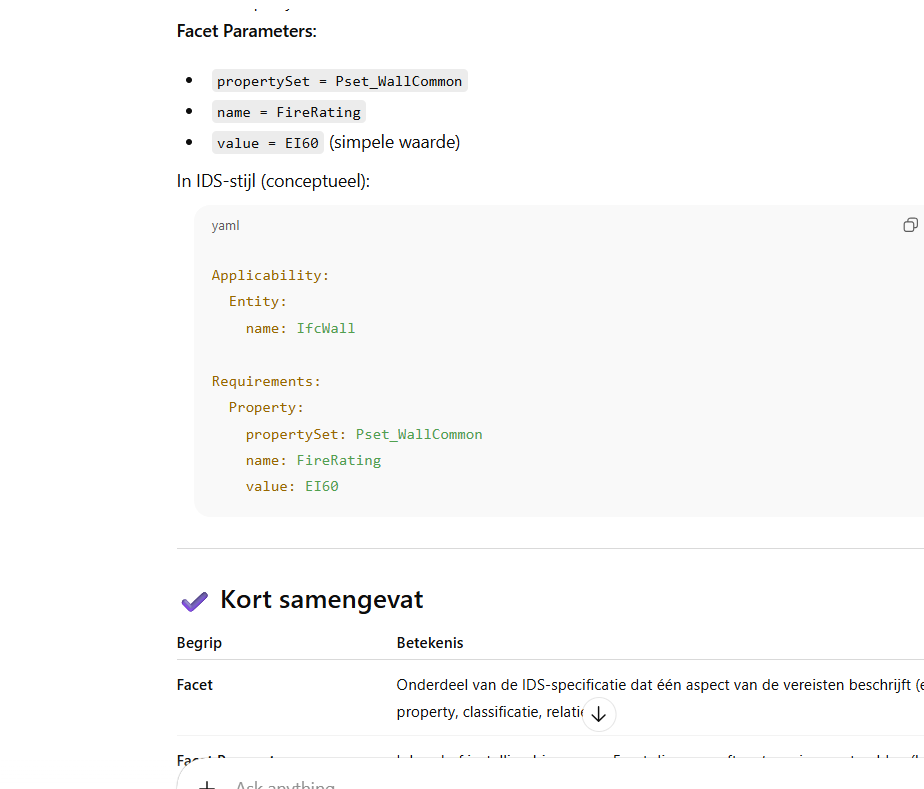 Facet Parameters:
propertySet = Pset_WallCommon
name = FireRating
value = EI60 (simpele waarde)
In IDS-stijl (conceptueel):
yaml
Applicability:
Entity:
name: IfcWall
Requirements:
Property:
propertySet: Pset_WallCommon
name: FireRating
value: EI60
Kort samengevat
Begrip Betekenis
Facet Onderdeel van de IDS-specificatie dat één aspect van de vereisten beschrijft
property, classificatie,
Ask anything